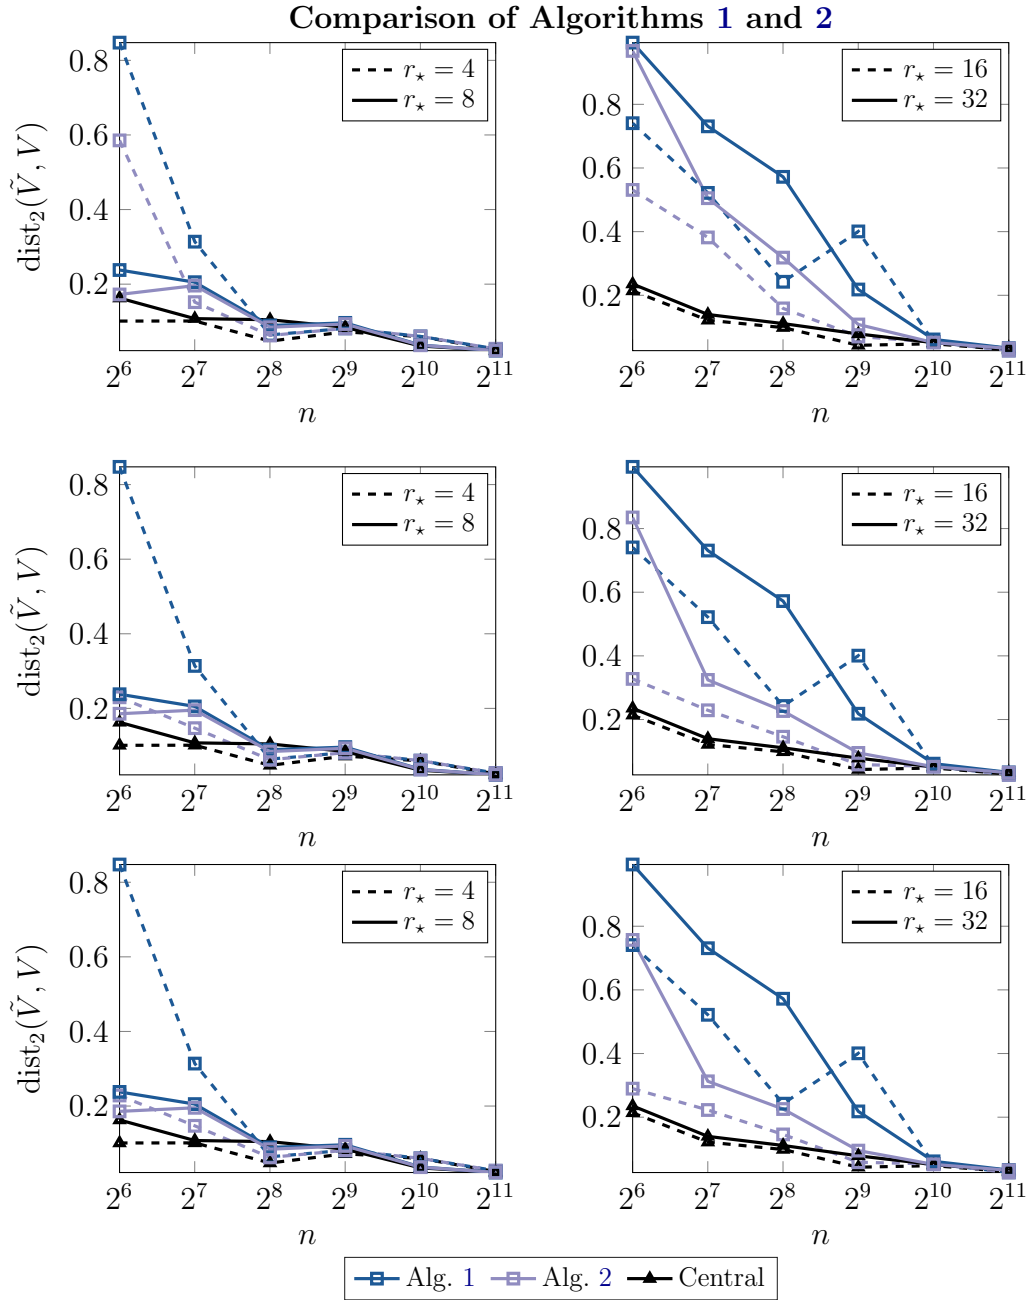 Comparison of Algorithms 1 and 2
0.8
0.6
0.4
0.2
dist₂(Ṽ, V)
r⋆ = 4
r⋆ = 8
2⁶ 2⁷ 2⁸ 2⁹ 2¹⁰ 2¹¹
n
0.8
0.6
0.4
0.2
r⋆ = 16
r⋆ = 32
2⁶ 2⁷ 2⁸ 2⁹ 2¹⁰ 2¹¹
n
0.8
0.6
0.4
0.2
dist₂(Ṽ, V)
r⋆ = 4
r⋆ = 8
2⁶ 2⁷ 2⁸ 2⁹ 2¹⁰ 2¹¹
n
0.8
0.6
0.4
0.2
r⋆ = 16
r⋆ = 32
2⁶ 2⁷ 2⁸ 2⁹ 2¹⁰ 2¹¹
n
0.8
0.6
0.4
0.2
dist₂(Ṽ, V)
r⋆ = 4
r⋆ = 8
2⁶ 2⁷ 2⁸ 2⁹ 2¹⁰ 2¹¹
n
0.8
0.6
0.4
0.2
r⋆ = 16
r⋆ = 32
2⁶ 2⁷ 2⁸ 2⁹ 2¹⁰ 2¹¹
n
Alg. 1 Alg. 2 Central